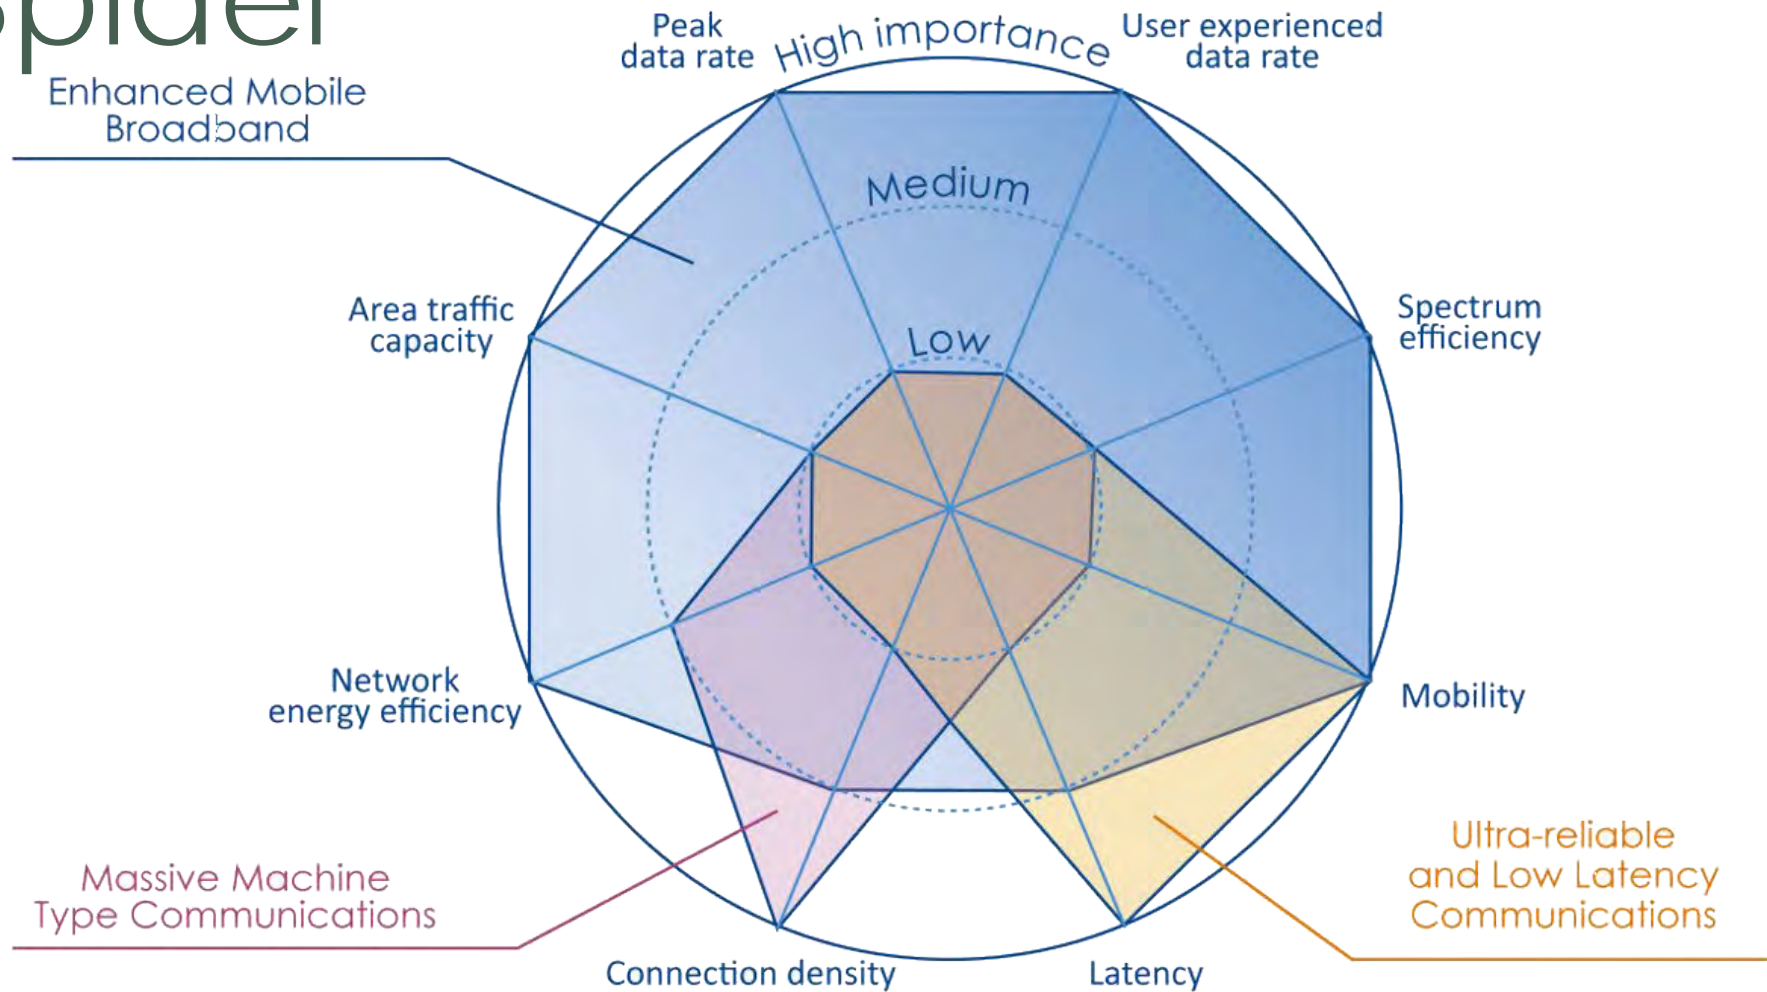 Spider
Peak
data rate
High importance
User experienced
data rate
Enhanced Mobile
Broadband
Medium
Low
Area traffic
capacity
Spectrum
efficiency
Network
energy efficiency
Mobility
Massive Machine
Type Communications
Ultra-reliable
and Low Latency
Communications
Connection density
Latency